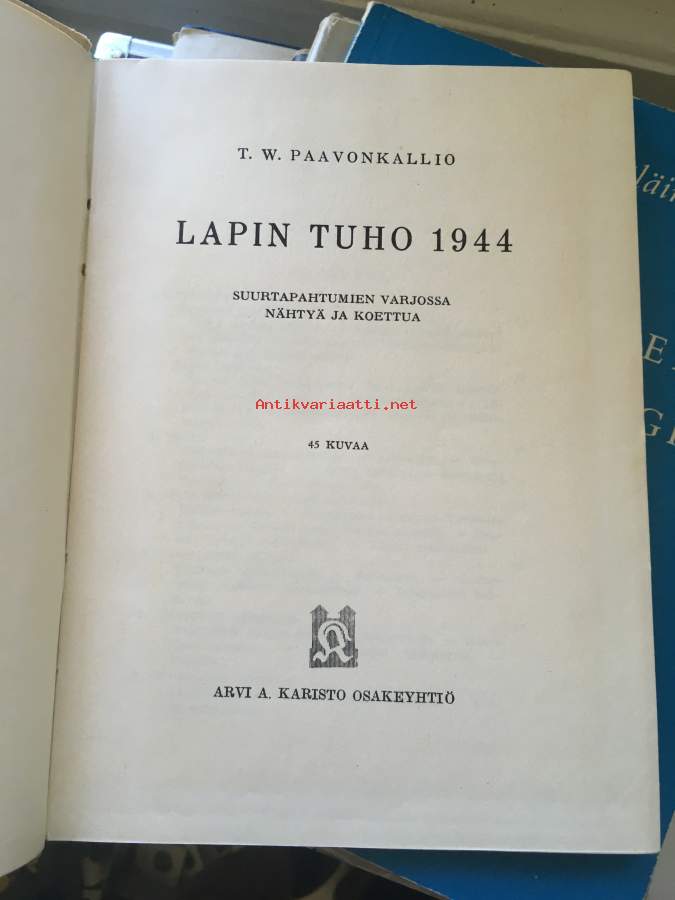 T. W. PAAVONKALLIO
LAPIN TUHO 1944
SUURTAPAHTUMIEN VARJOSSA
NÄHTYÄ JA KOETTUA
Antikvariaatti.net
45 KUVAA
ARVI A. KARISTO OSAKEYHTIÖ